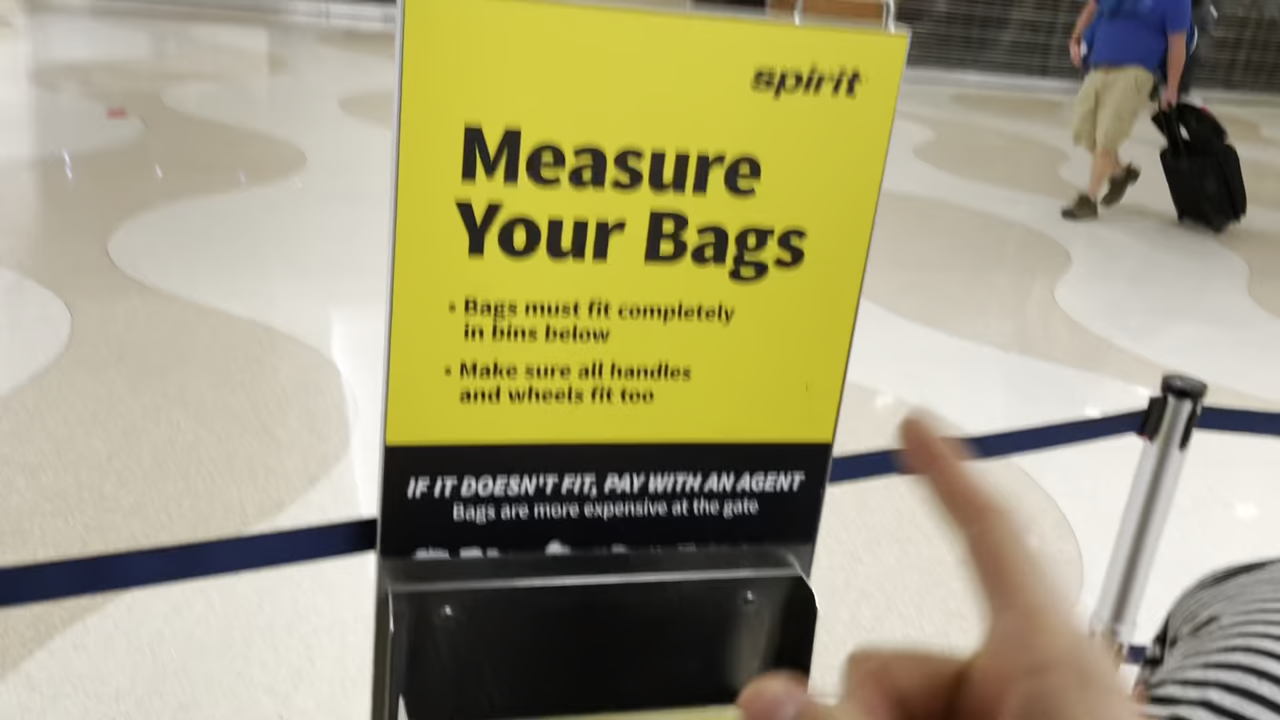 spirit
Measure
Your Bags
• Bags must fit completely
in bins below
• Make sure all handles
and wheels fit too
IF IT DOESN'T FIT, PAY WITH AN AGENT
Bags are more expensive at the gate